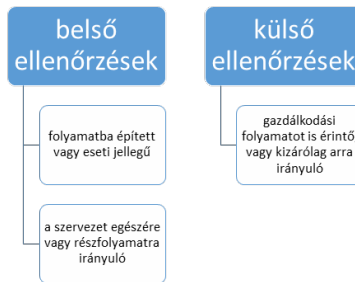 belső
ellenőrzések
folyamatba épített
vagy eseti jellegű
a szervezet egészére
vagy részfolyamatra
irányuló
külső
ellenőrzések
gazdálkodási
folyamatot is érintő
vagy kizárólag arra
irányuló